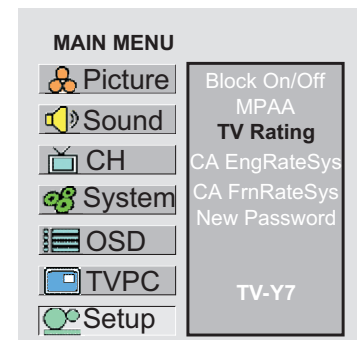 MAIN MENU
Picture
Sound
CH
System
OSD
TVPC
Setup
Block On/Off
MPAA
TV Rating
CA EngRateSys
CA FrnRateSys
New Password
TV-Y7